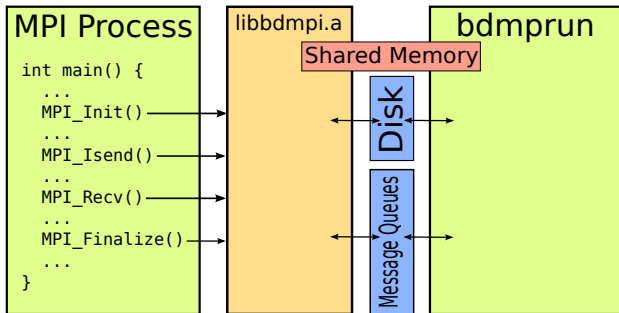 MPI Process
int main() {
...
MPI_Init()
...
MPI_Isend()
...
MPI_Recv()
...
MPI_Finalize()
...
}
libbdmpi.a
Shared Memory
Disk
Message Queues
bdmprun